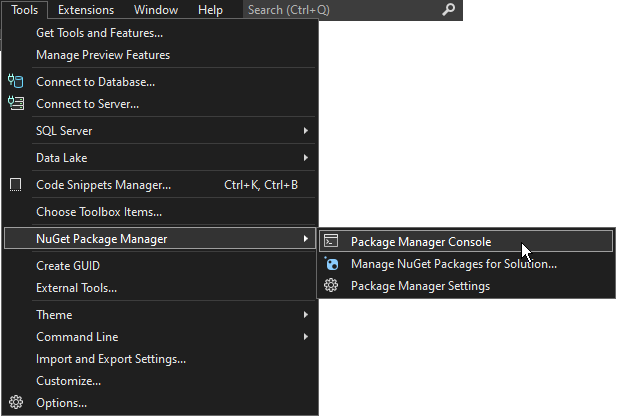 Tools Extensions Window Help Search (Ctrl+Q)
Get Tools and Features...
Manage Preview Features
Connect to Database...
Connect to Server...
SQL Server
Data Lake
Code Snippets Manager... Ctrl+K, Ctrl+B
Choose Toolbox Items...
NuGet Package Manager
Package Manager Console
Manage NuGet Packages for Solution...
Package Manager Settings
Create GUID
External Tools...
Theme
Command Line
Import and Export Settings...
Customize...
Options...